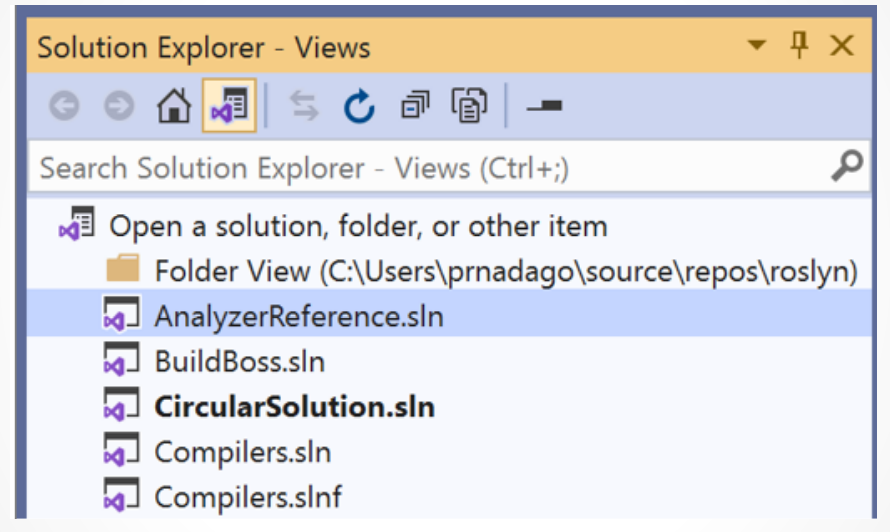 Solution Explorer - Views
Search Solution Explorer - Views (Ctrl+;)
Open a solution, folder, or other item
Folder View (C:\Users\prnadago\source\repos\roslyn)
AnalyzerReference.sln
BuildBoss.sln
CircularSolution.sln
Compilers.sln
Compilers.slnf